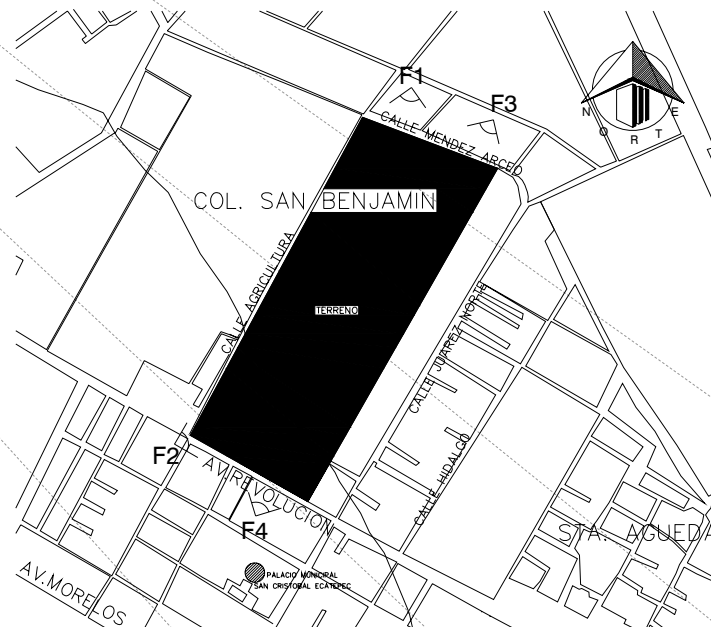 F1
F3
N
O
R
T
E
CALLE MENDEZ ARCEO
COL. SAN BENJAMIN
CALLE AGRICULTURA
TERRENO
CALLE JUAREZ NORTE
CALLE HIDALGO
F2
AV.REVOLUCION
F4
STA. AGUEDA
PALACIO MUNICIPAL
SAN CRISTOBAL ECATEPEC
AV.MORELOS